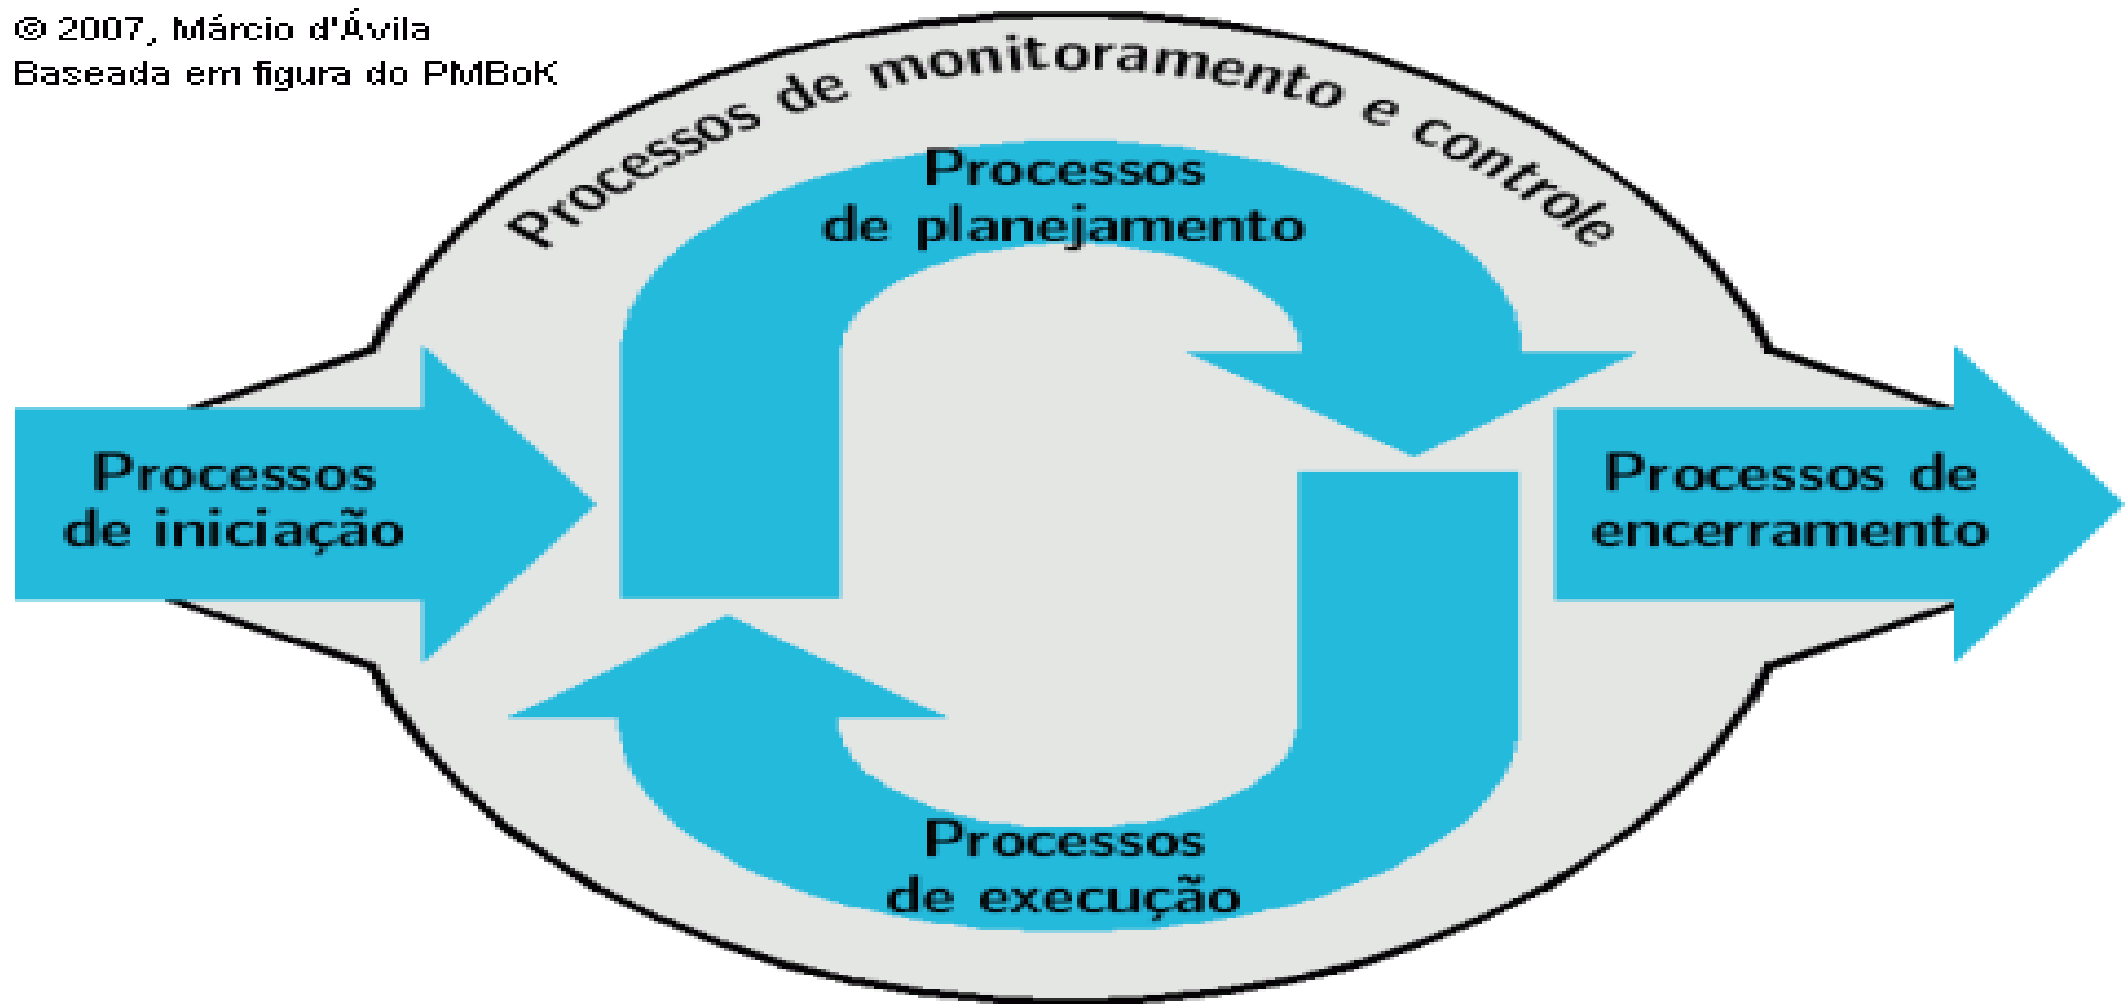 © 2007, Márcio d'Ávila
Baseada em figura do PMBoK
Processos de monitoramento e controle
Processos
de planejamento
Processos
de iniciação
Processos de
encerramento
Processos
de execução